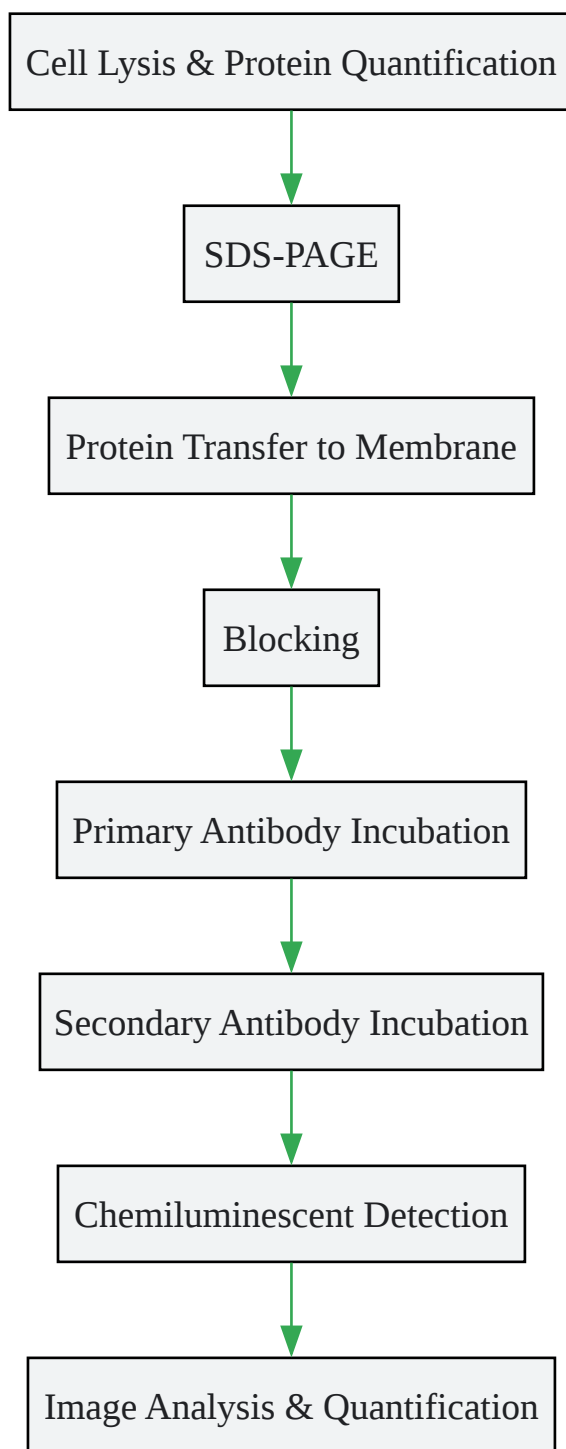 Cell Lysis & Protein Quantification
SDS-PAGE
Protein Transfer to Membrane
Blocking
Primary Antibody Incubation
Secondary Antibody Incubation
Chemiluminescent Detection
Image Analysis & Quantification